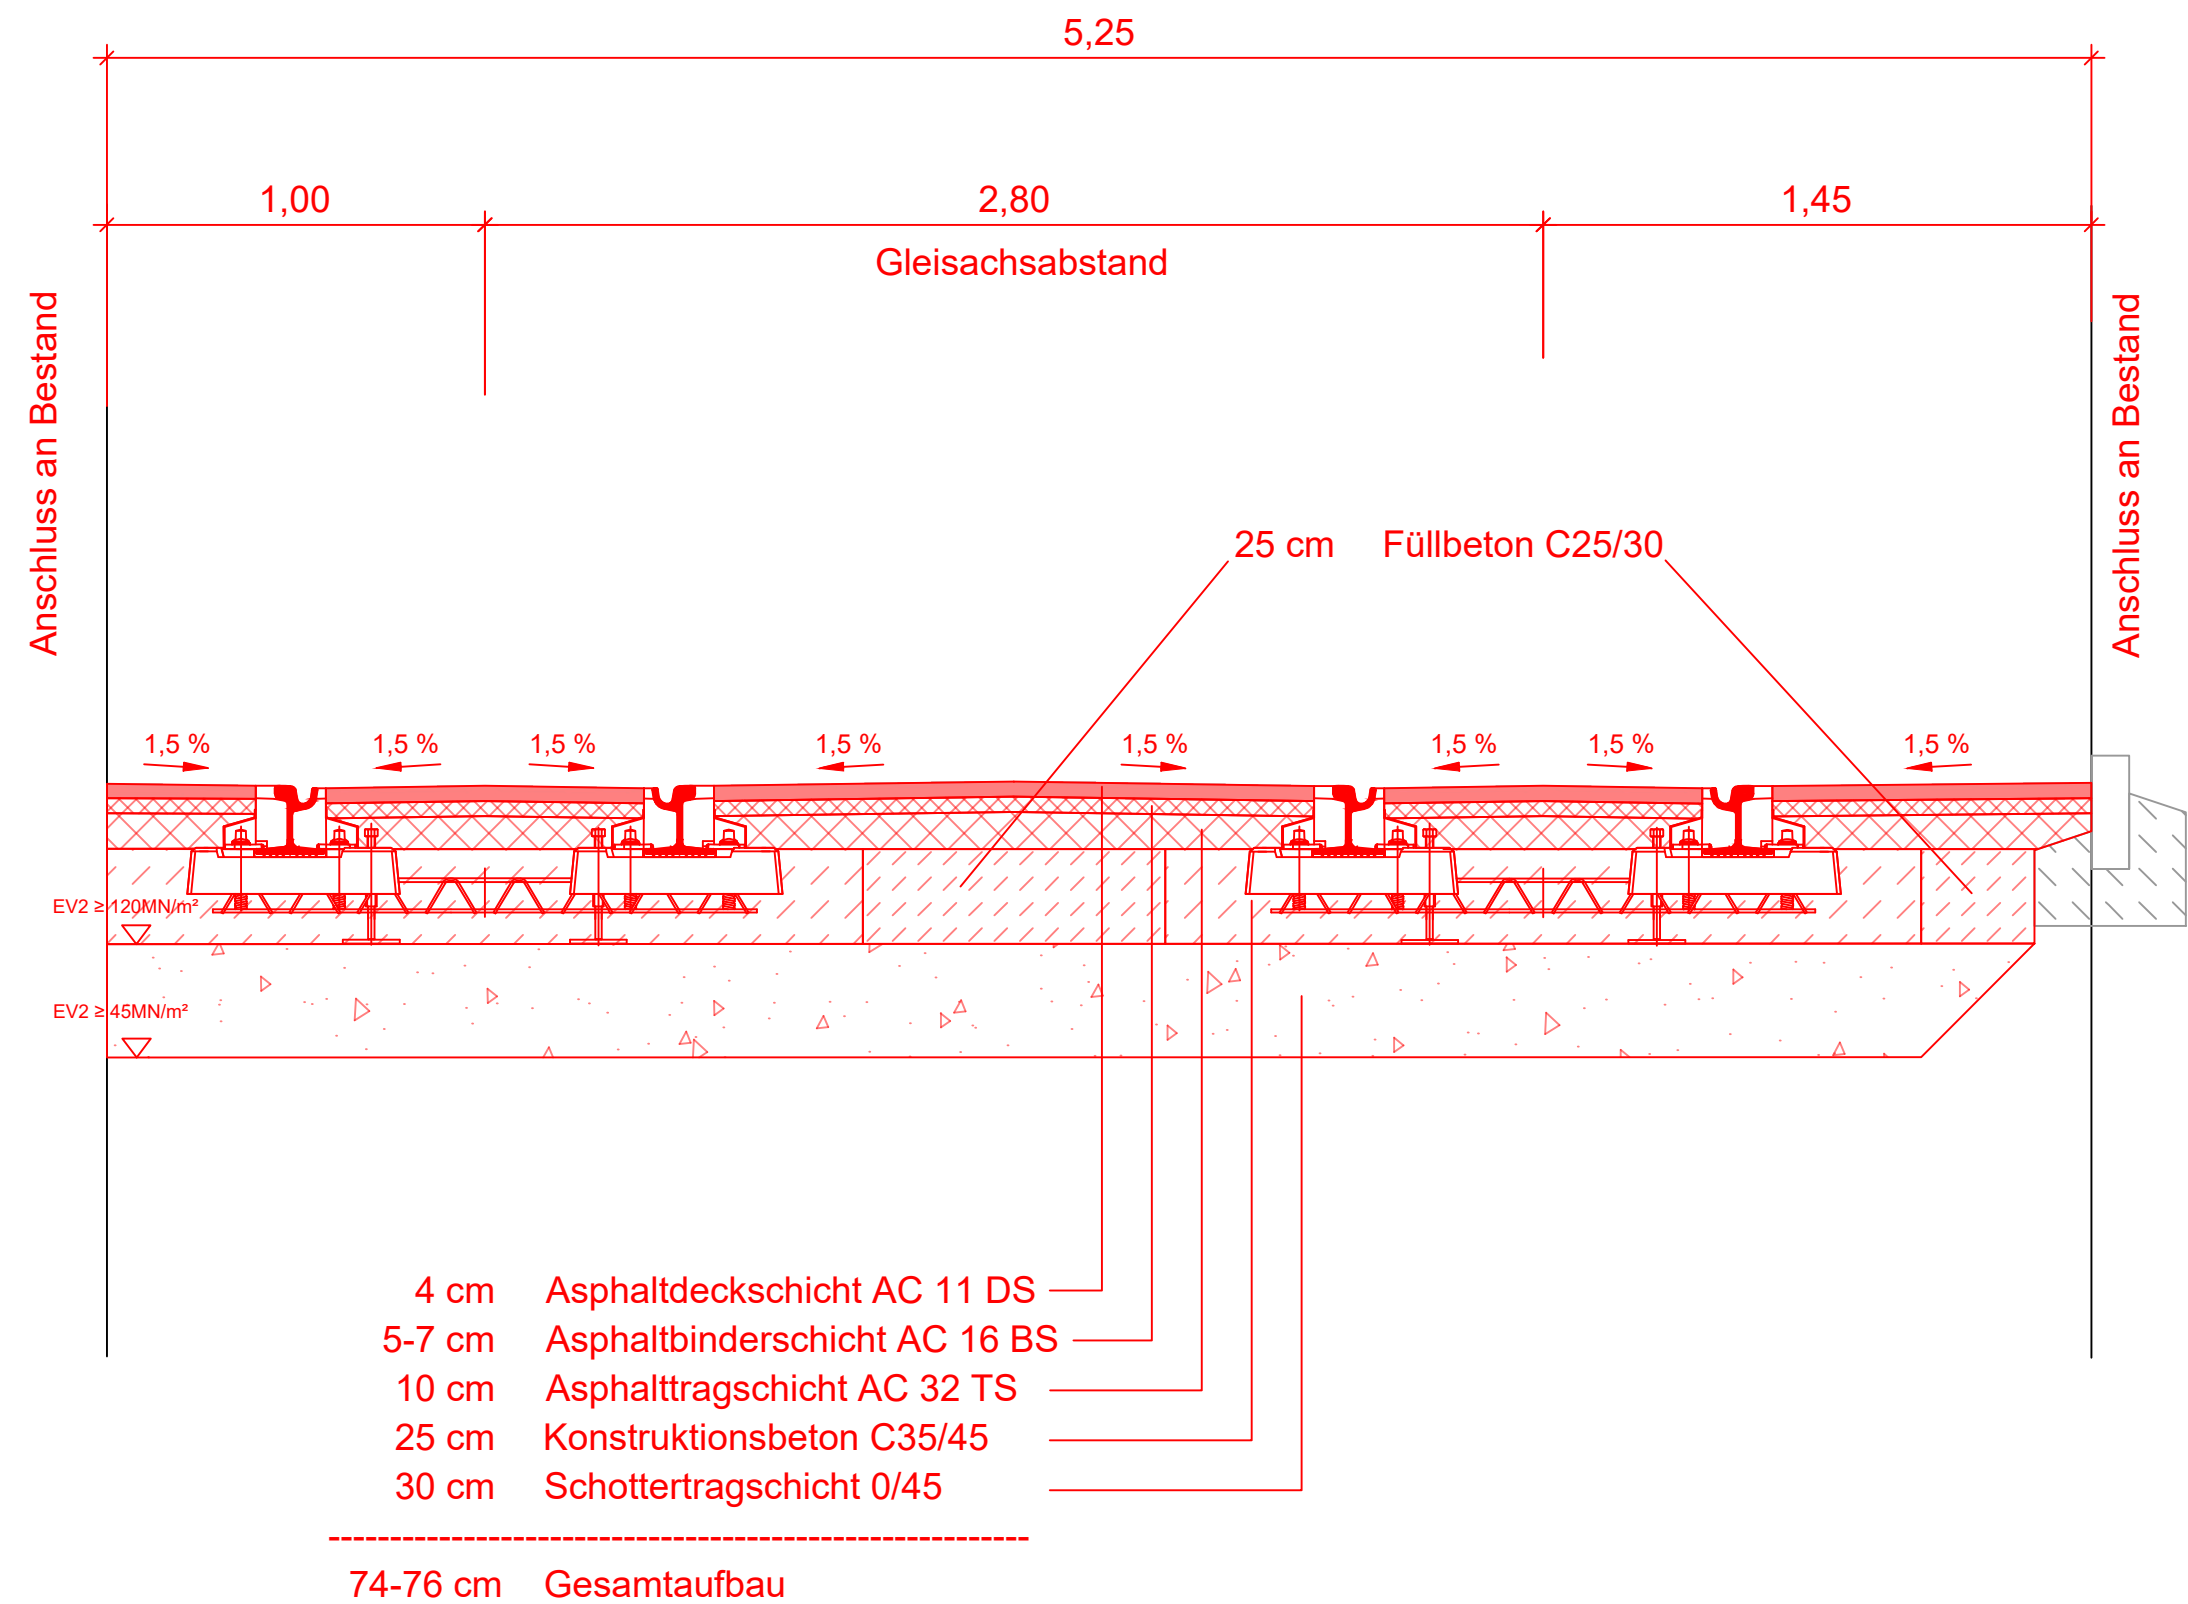 5,25
1,00
2,80
1,45
Gleisachsabstand
Anschluss an Bestand
Anschluss an Bestand
25 cm Füllbeton C25/30
1,5 %
1,5 %
1,5 %
1,5 %
1,5 %
1,5 %
1,5 %
1,5 %
EV2 ≥ 120MN/m²
EV2 ≥ 45MN/m²
4 cm Asphaltdeckschicht AC 11 DS
5-7 cm Asphaltbinderschicht AC 16 BS
10 cm Asphalttragschicht AC 32 TS
25 cm Konstruktionsbeton C35/45
30 cm Schottertragschicht 0/45
74-76 cm Gesamtaufbau